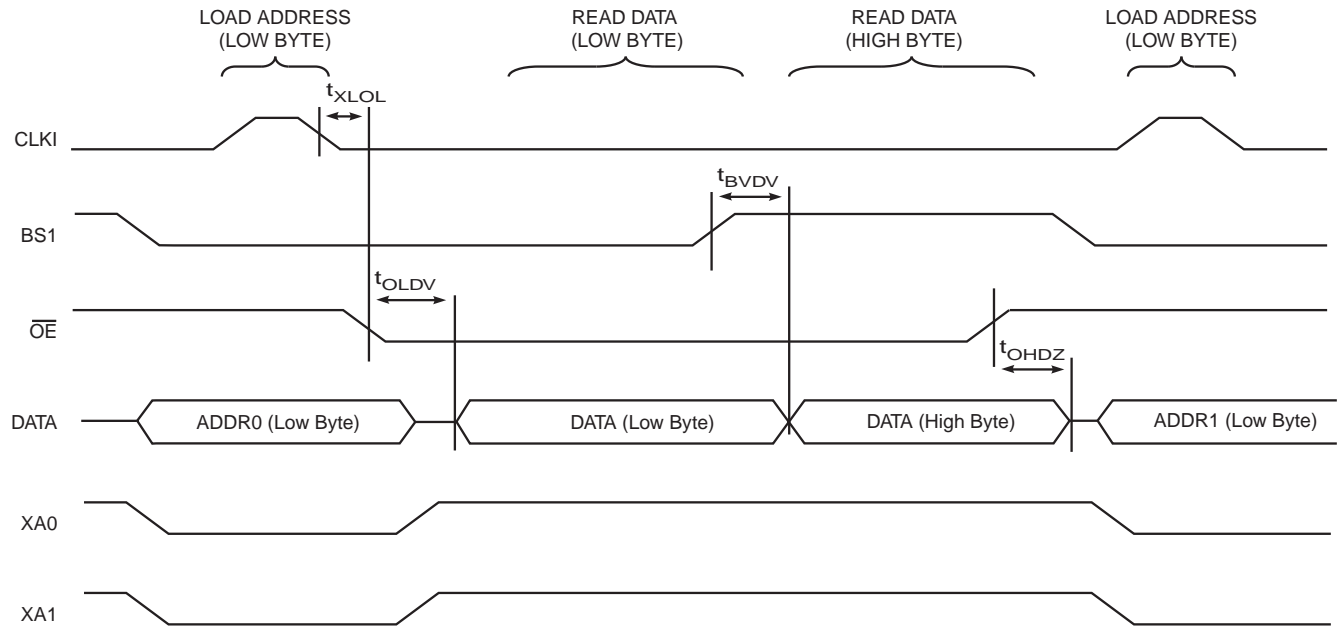 LOAD ADDRESS
(LOW BYTE)
READ DATA
(LOW BYTE)
READ DATA
(HIGH BYTE)
LOAD ADDRESS
(LOW BYTE)
tXLOL
CLKI
tBVDV
BS1
tOLDV
OE
tOHDZ
DATA
ADDR0 (Low Byte)
DATA (Low Byte)
DATA (High Byte)
ADDR1 (Low Byte)
XA0
XA1